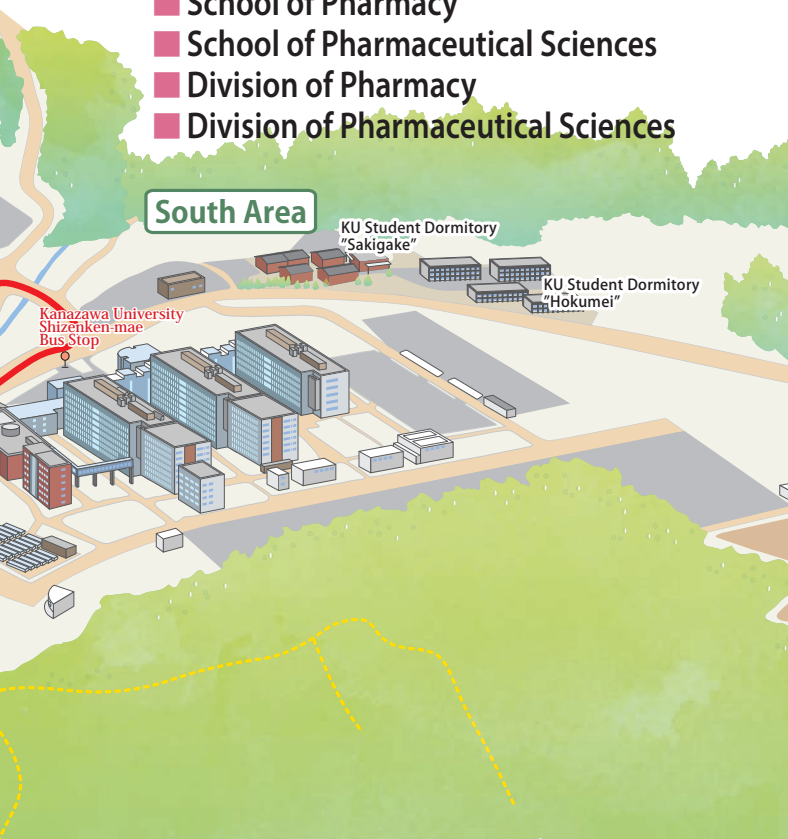 School of Pharmacy
School of Pharmaceutical Sciences
Division of Pharmacy
Division of Pharmaceutical Sciences
South Area
KU Student Dormitory
"Sakigake"
KU Student Dormitory
"Hokumei"
Kanazawa University
Shizenken-mae
Bus Stop